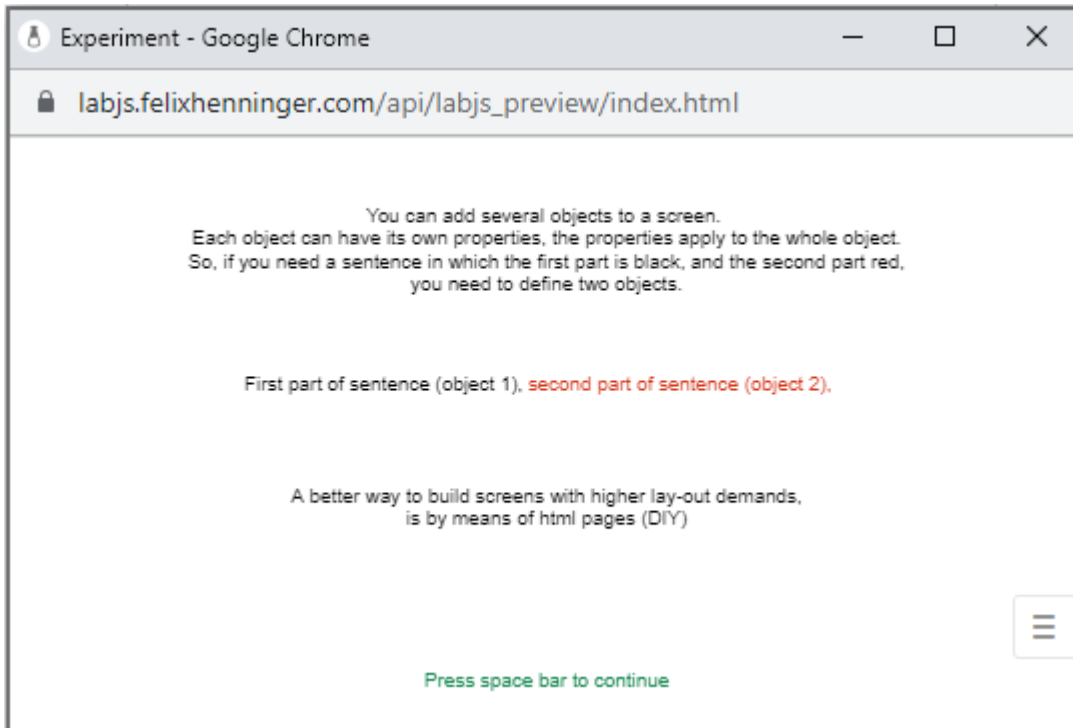 Experiment - Google Chrome
labjs.felixhenninger.com/api/labjs_preview/index.html
You can add several objects to a screen.
Each object can have its own properties, the properties apply to the whole object.
So, if you need a sentence in which the first part is black, and the second part red,
you need to define two objects.
First part of sentence (object 1), second part of sentence (object 2),
A better way to build screens with higher lay-out demands,
is by means of html pages (DIY)
Press space bar to continue